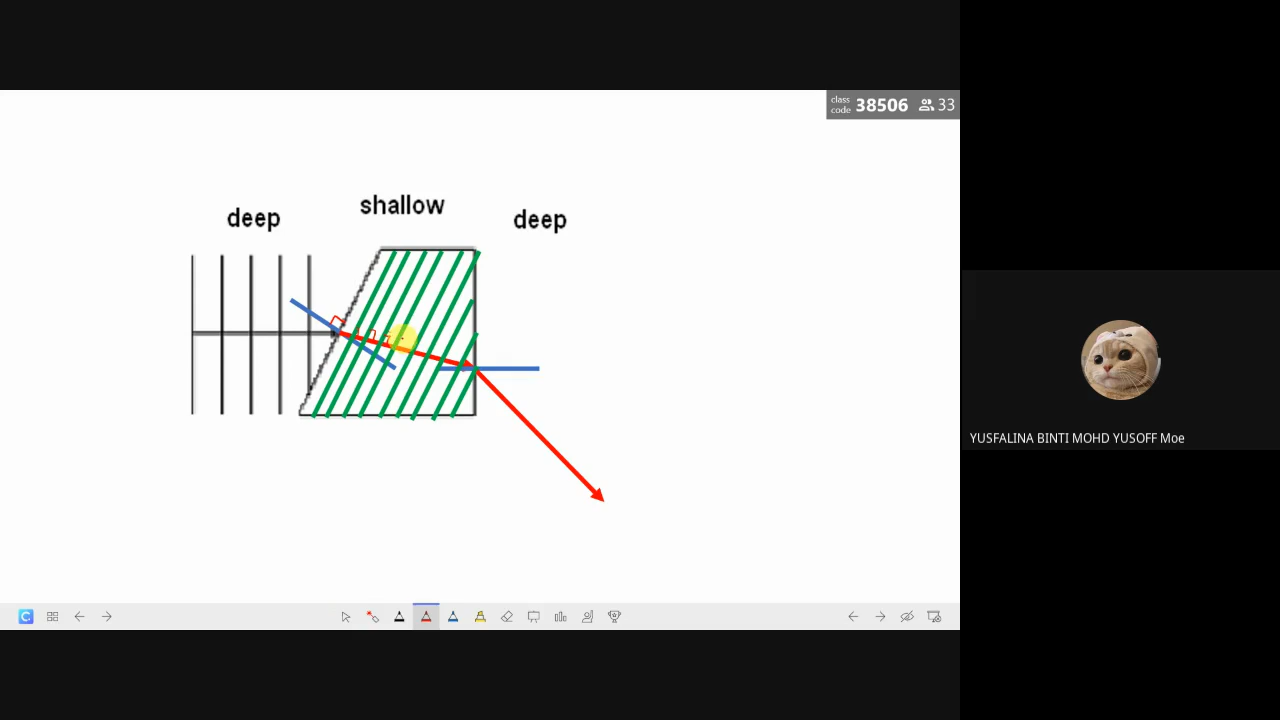 class
code 38506 33
deep
shallow
deep
YUSFALINA BINTI MOHD YUSOFF Moe